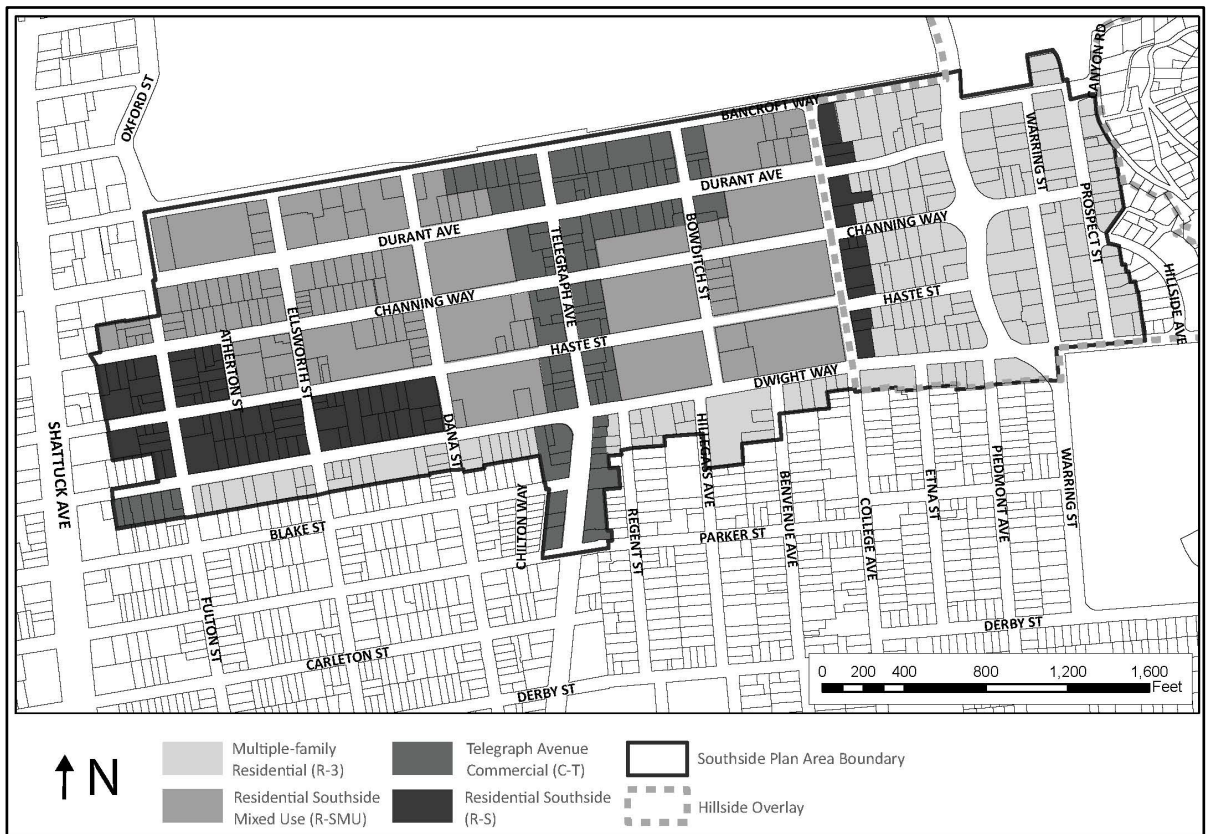 OXFORD ST
CANYON RD
BANCROFT WAY
WARRING ST
DURANT AVE
PROSPECT ST
CHANNING WAY
BOWDITCH ST
TELEGRAPH AVE
DURANT AVE
HILLSIDE AVE
HASTE ST
CHANNING WAY
ELLSWORTH ST
ATHERTON ST
HASTE ST
DWIGHT WAY
SHATTUCK AVE
DANA ST
HILLEGASS AVE
BENVENUE AVE
COLLEGE AVE
ETNA ST
PIEDMONT AVE
WARRING ST
BLAKE ST
CHILTON WAY
REGENT ST
PARKER ST
FULTON ST
CARLETON ST
DERBY ST
DERBY ST
0 200 400 800 1,200 1,600
Feet
N
Multiple-family
Residential (R-3)
Telegraph Avenue
Commercial (C-T)
Southside Plan Area Boundary
Residential Southside
Mixed Use (R-SMU)
Residential Southside
(R-S)
Hillside Overlay